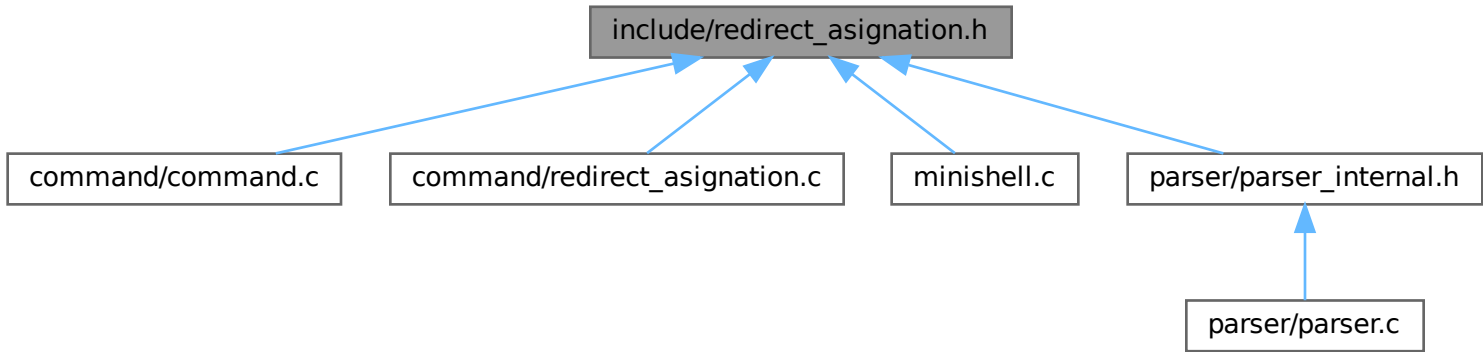 include/redirect_asignation.h
command/command.c
command/redirect_asignation.c
minishell.c
parser/parser_internal.h
parser/parser.c